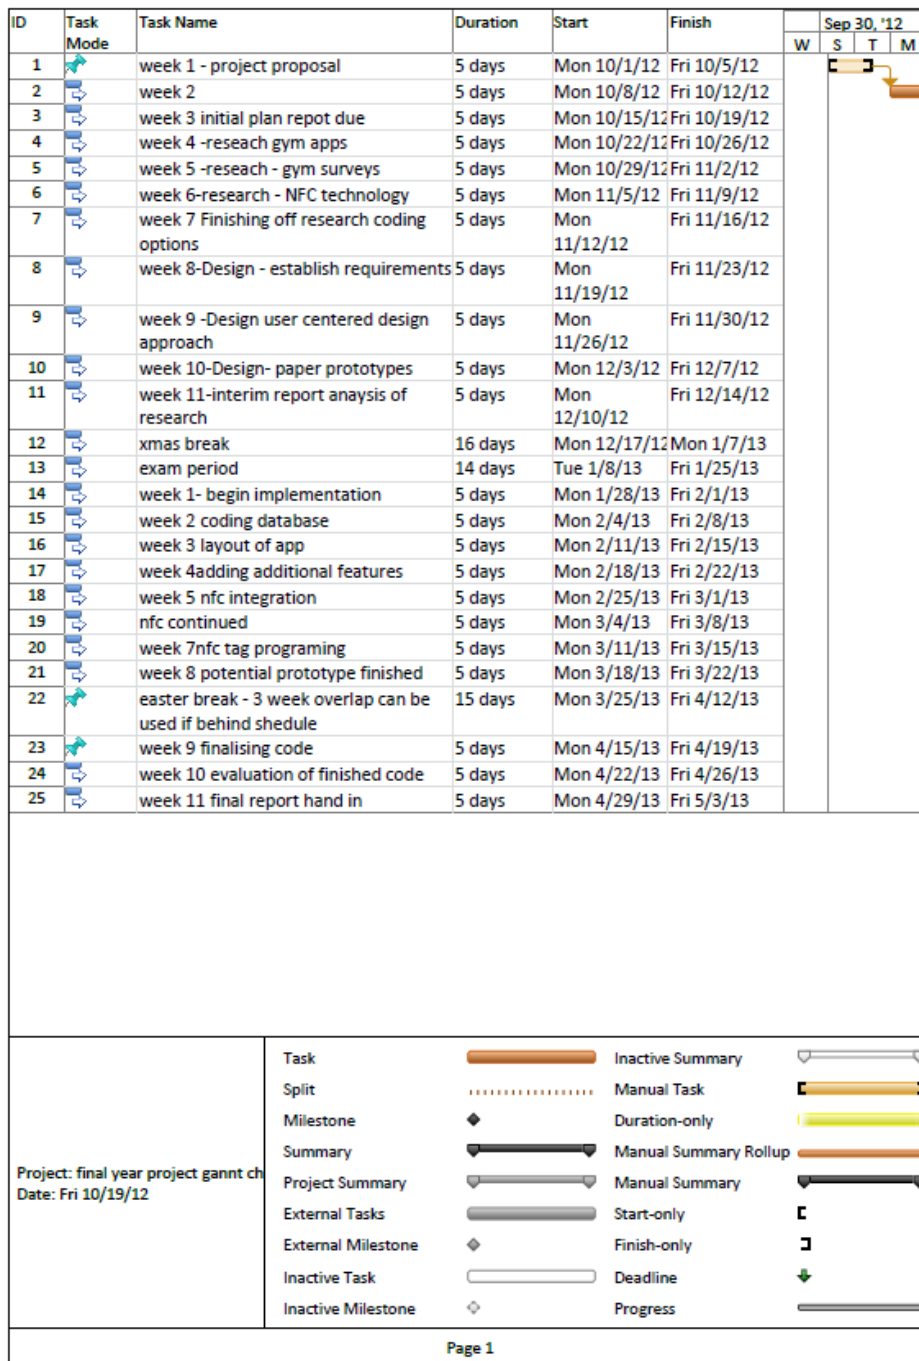 ID Task Mode Task Name Duration Start Finish Sep 30, '12
W S T M
1 week 1 - project proposal 5 days Mon 10/1/12 Fri 10/5/12
2 week 2 5 days Mon 10/8/12 Fri 10/12/12
3 week 3 initial plan repot due 5 days Mon 10/15/12 Fri 10/19/12
4 week 4 -reseach gym apps 5 days Mon 10/22/12 Fri 10/26/12
5 week 5 -reseach - gym surveys 5 days Mon 10/29/12 Fri 11/2/12
6 week 6-research - NFC technology 5 days Mon 11/5/12 Fri 11/9/12
7 week 7 Finishing off research coding options 5 days Mon 11/12/12 Fri 11/16/12
8 week 8-Design - establish requirements 5 days Mon 11/19/12 Fri 11/23/12
9 week 9 -Design user centered design approach 5 days Mon 11/26/12 Fri 11/30/12
10 week 10-Design- paper prototypes 5 days Mon 12/3/12 Fri 12/7/12
11 week 11-interim report anaysis of research 5 days Mon 12/10/12 Fri 12/14/12
12 xmas break 16 days Mon 12/17/12 Mon 1/7/13
13 exam period 14 days Tue 1/8/13 Fri 1/25/13
14 week 1- begin implementation 5 days Mon 1/28/13 Fri 2/1/13
15 week 2 coding database 5 days Mon 2/4/13 Fri 2/8/13
16 week 3 layout of app 5 days Mon 2/11/13 Fri 2/15/13
17 week 4adding additional features 5 days Mon 2/18/13 Fri 2/22/13
18 week 5 nfc integration 5 days Mon 2/25/13 Fri 3/1/13
19 nfc continued 5 days Mon 3/4/13 Fri 3/8/13
20 week 7nfc tag programing 5 days Mon 3/11/13 Fri 3/15/13
21 week 8 potential prototype finished 5 days Mon 3/18/13 Fri 3/22/13
22 easter break - 3 week overlap can be used if behind shedule 15 days Mon 3/25/13 Fri 4/12/13
23 week 9 finalising code 5 days Mon 4/15/13 Fri 4/19/13
24 week 10 evaluation of finished code 5 days Mon 4/22/13 Fri 4/26/13
25 week 11 final report hand in 5 days Mon 4/29/13 Fri 5/3/13
Project: final year project gannt ch
Date: Fri 10/19/12
Task Inactive Summary
Split Manual Task
Milestone Duration-only
Summary Manual Summary Rollup
Project Summary Manual Summary
External Tasks Start-only
External Milestone Finish-only
Inactive Task Deadline
Inactive Milestone Progress
Page 1